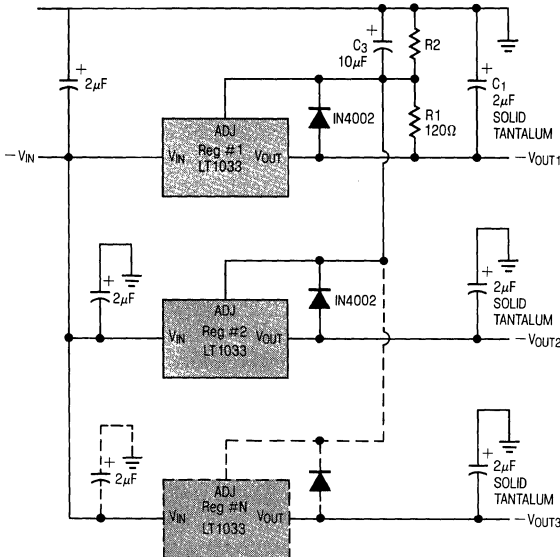 +
C3
10μF
R2
+
2μF
+
C1
2μF
SOLID
TANTALUM
ADJ
Reg #1
LT1033
VIN
VOUT
IN4002
R1
120Ω
–VIN
–VOUT1
+
2μF
ADJ
Reg #2
LT1033
VIN
VOUT
IN4002
+
2μF
SOLID
TANTALUM
–VOUT2
+
2μF
ADJ
Reg #N
LT1033
VIN
VOUT
+
2μF
SOLID
TANTALUM
–VOUT3